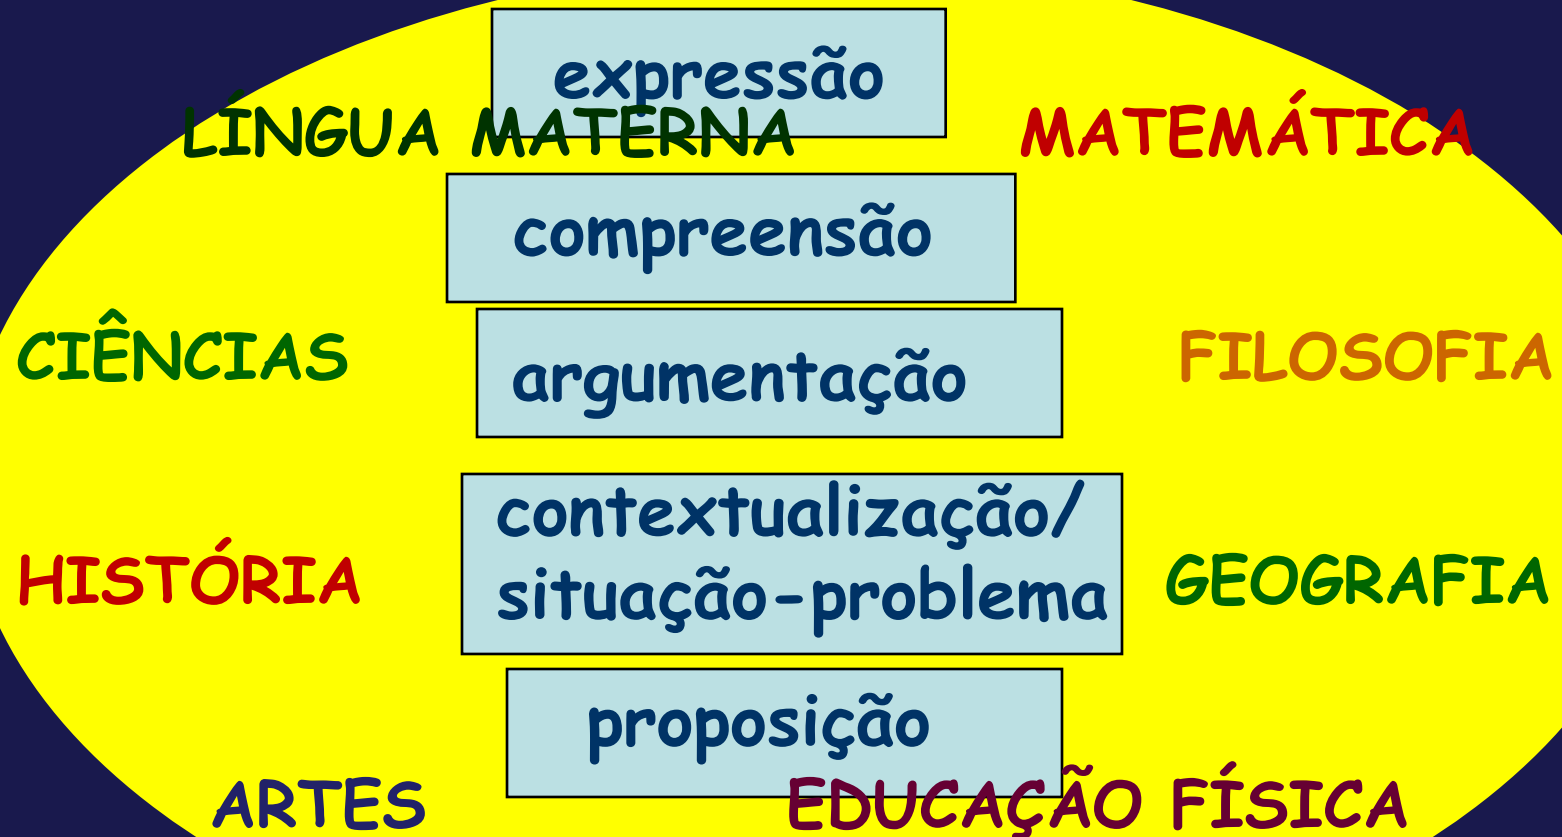 expressão
LÍNGUA MATERNA
MATEMÁTICA
compreensão
CIÊNCIAS
argumentação
FILOSOFIA
contextualização/
situação-problema
HISTÓRIA
GEOGRAFIA
proposição
ARTES
EDUCAÇÃO FÍSICA